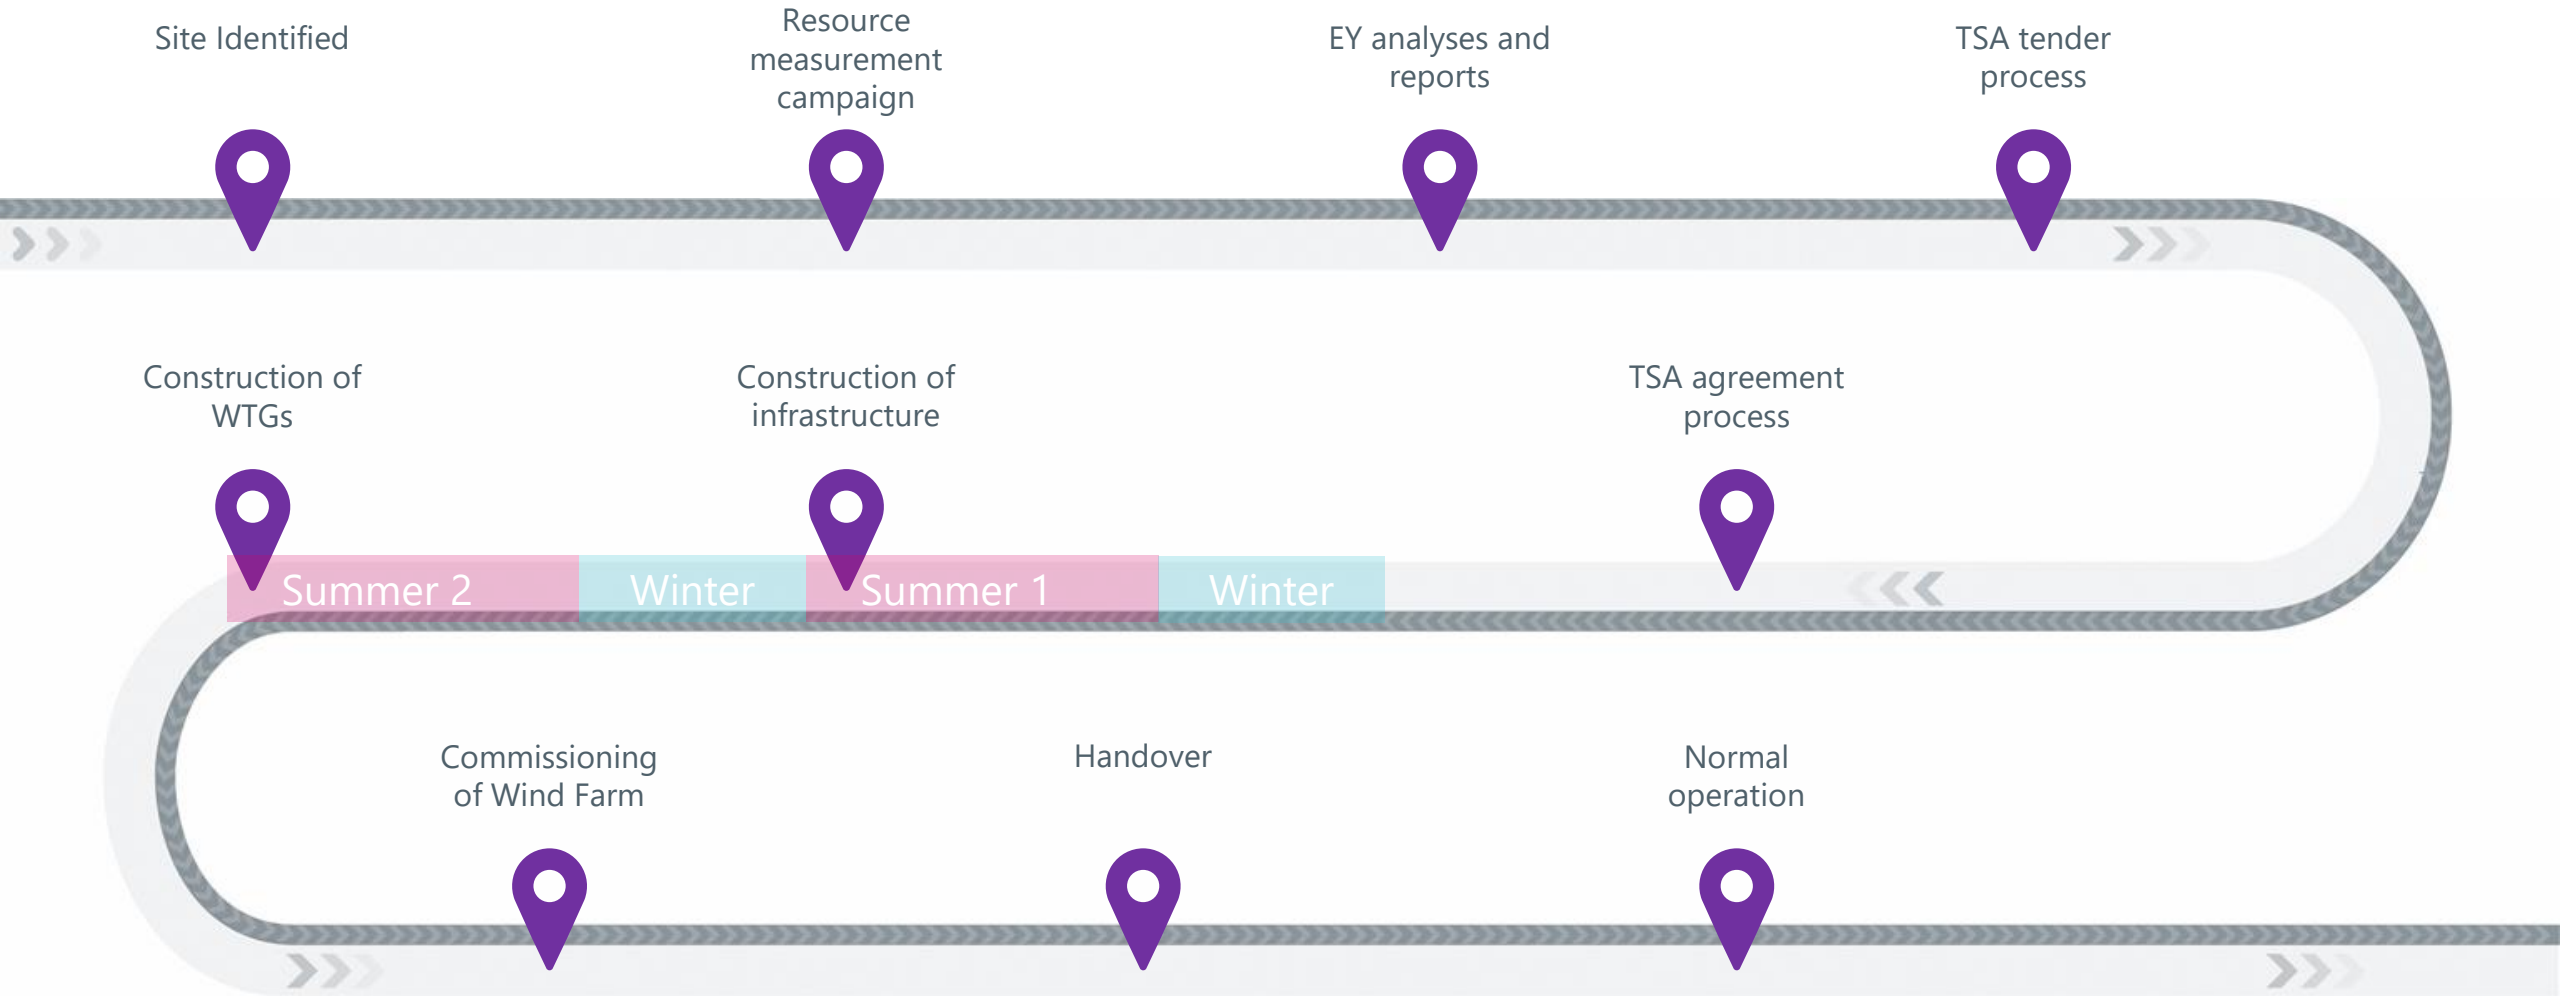 Site Identified
Resource
measurement
campaign
EY analyses and
reports
TSA tender
process
Construction of
WTGs
Construction of
infrastructure
TSA agreement
process
Summer 2
Winter
Summer 1
Winter
Commissioning
of Wind Farm
Handover
Normal
operation